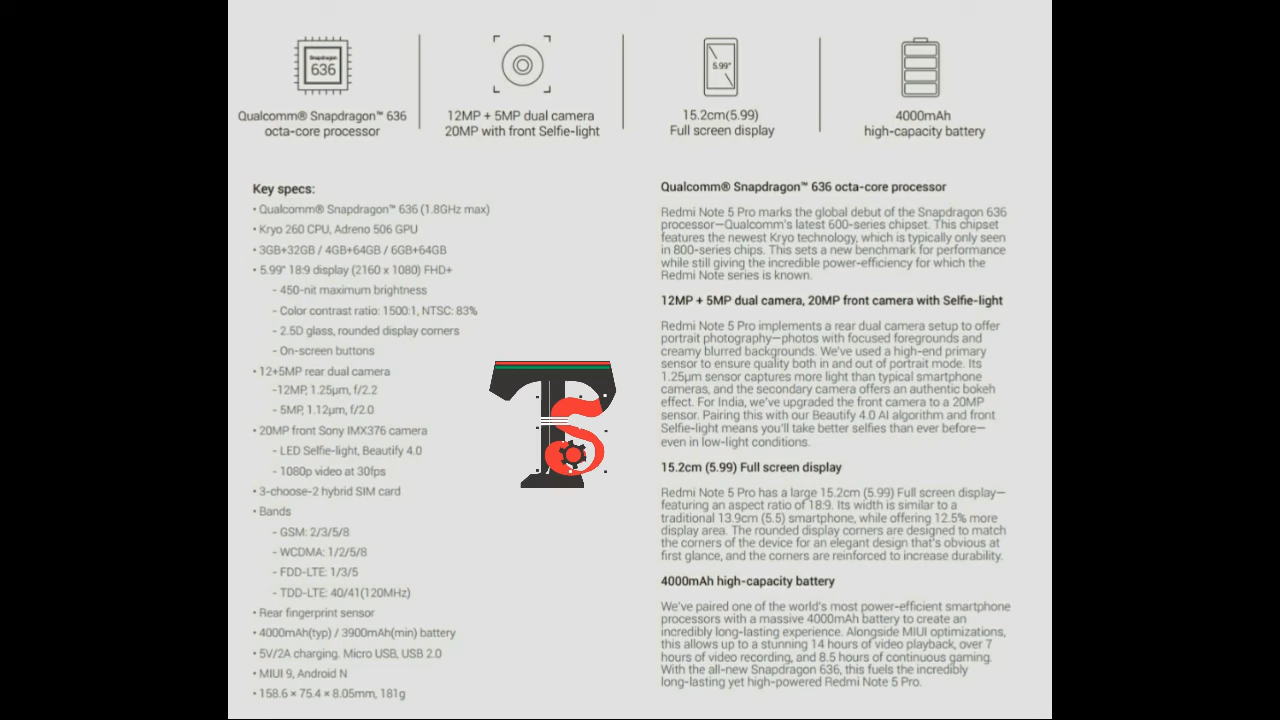 Snapdragon
636
Qualcomm® Snapdragon™ 636
octa-core processor
12MP + 5MP dual camera
20MP with front Selfie-light
5.99"
15.2cm(5.99)
Full screen display
4000mAh
high-capacity battery
Key specs:
• Qualcomm® Snapdragon™ 636 (1.8GHz max)
• Kryo 260 CPU, Adreno 506 GPU
• 3GB+32GB / 4GB+64GB / 6GB+64GB
• 5.99" 18:9 display (2160 x 1080) FHD+
- 450-nit maximum brightness
- Color contrast ratio: 1500:1, NTSC: 83%
- 2.5D glass, rounded display corners
- On-screen buttons
• 12+5MP rear dual camera
-12MP, 1.25μm, f/2.2
- 5MP, 1.12μm, f/2.0
• 20MP front Sony IMX376 camera
- LED Selfie-light, Beautify 4.0
- 1080p video at 30fps
• 3-choose-2 hybrid SIM card
• Bands
- GSM: 2/3/5/8
- WCDMA: 1/2/5/8
- FDD-LTE: 1/3/5
- TDD-LTE: 40/41(120MHz)
• Rear fingerprint sensor
• 4000mAh(typ) / 3900mAh(min) battery
• 5V/2A charging. Micro USB, USB 2.0
• MIUI 9, Android N
• 158.6 × 75.4 × 8.05mm, 181g
TS
Qualcomm® Snapdragon™ 636 octa-core processor
Redmi Note 5 Pro marks the global debut of the Snapdragon 636
processor—Qualcomm's latest 600-series chipset. This chipset
features the newest Kryo technology, which is typically only seen
in 800-series chips. This sets a new benchmark for performance
while still giving the incredible power-efficiency for which the
Redmi Note series is known.
12MP + 5MP dual camera, 20MP front camera with Selfie-light
Redmi Note 5 Pro implements a rear dual camera setup to offer
portrait photography—photos with focused foregrounds and
creamy blurred backgrounds. We've used a high-end primary
sensor to ensure quality both in and out of portrait mode. Its
1.25μm sensor captures more light than typical smartphone
cameras, and the secondary camera offers an authentic bokeh
effect. For India, we've upgraded the front camera to a 20MP
sensor. Pairing this with our Beautify 4.0 AI algorithm and front
Selfie-light means you'll take better selfies than ever before—
even in low-light conditions.
15.2cm (5.99) Full screen display
Redmi Note 5 Pro has a large 15.2cm (5.99) Full screen display—
featuring an aspect ratio of 18:9. Its width is similar to a
traditional 13.9cm (5.5) smartphone, while offering 12.5% more
display area. The rounded display corners are designed to match
the corners of the device for an elegant design that's obvious at
first glance, and the corners are reinforced to increase durability.
4000mAh high-capacity battery
We've paired one of the world's most power-efficient smartphone
processors with a massive 4000mAh battery to create an
incredibly long-lasting experience. Alongside MIUI optimizations,
this allows up to a stunning 14 hours of video playback, over 7
hours of video recording, and 8.5 hours of continuous gaming.
With the all-new Snapdragon 636, this fuels the incredibly
long-lasting yet high-powered Redmi Note 5 Pro.